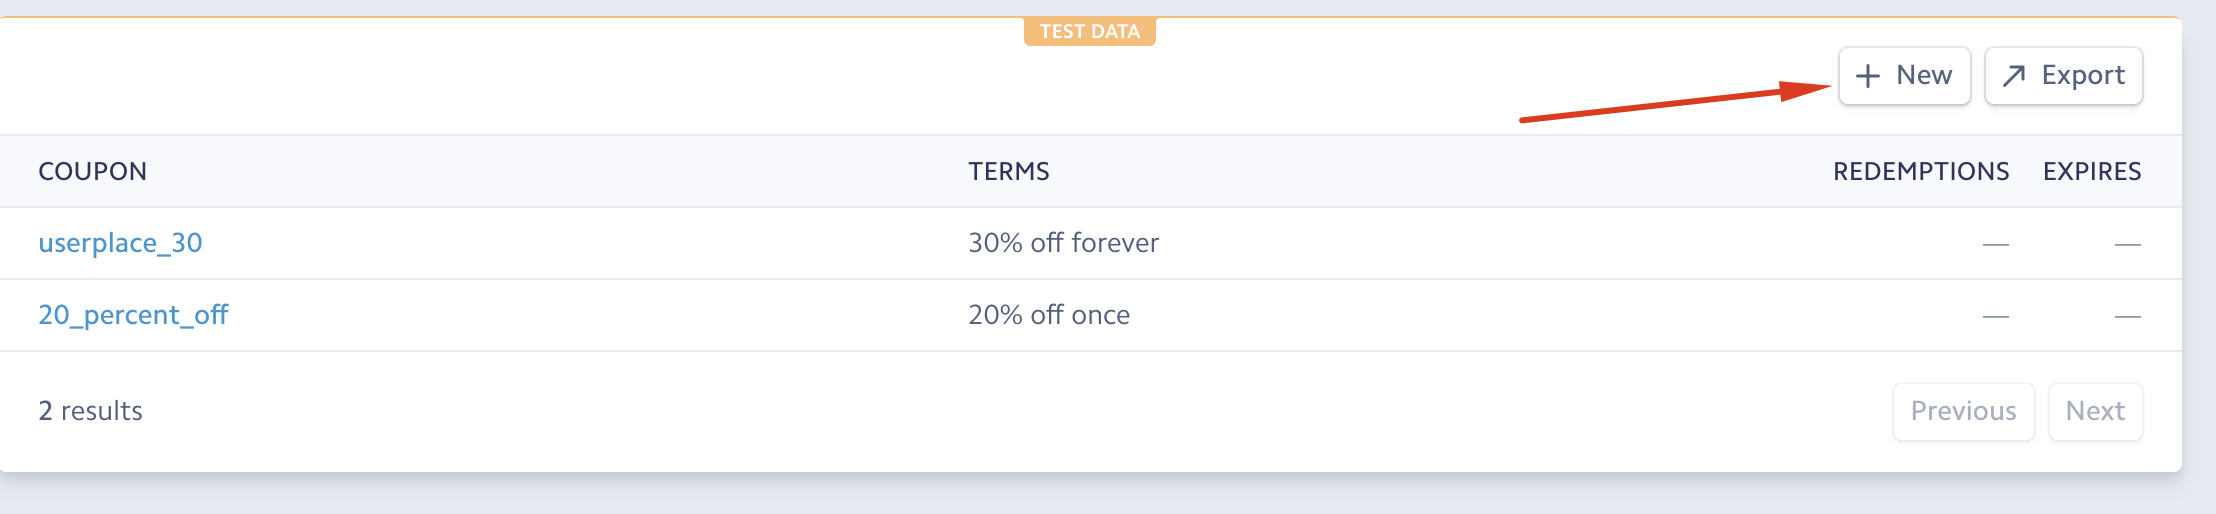 TEST DATA
New Export
COUPON TERMS REDEMPTIONS EXPIRES
userplace_30 30% off forever — —
20_percent_off 20% off once — —
2 results Previous Next